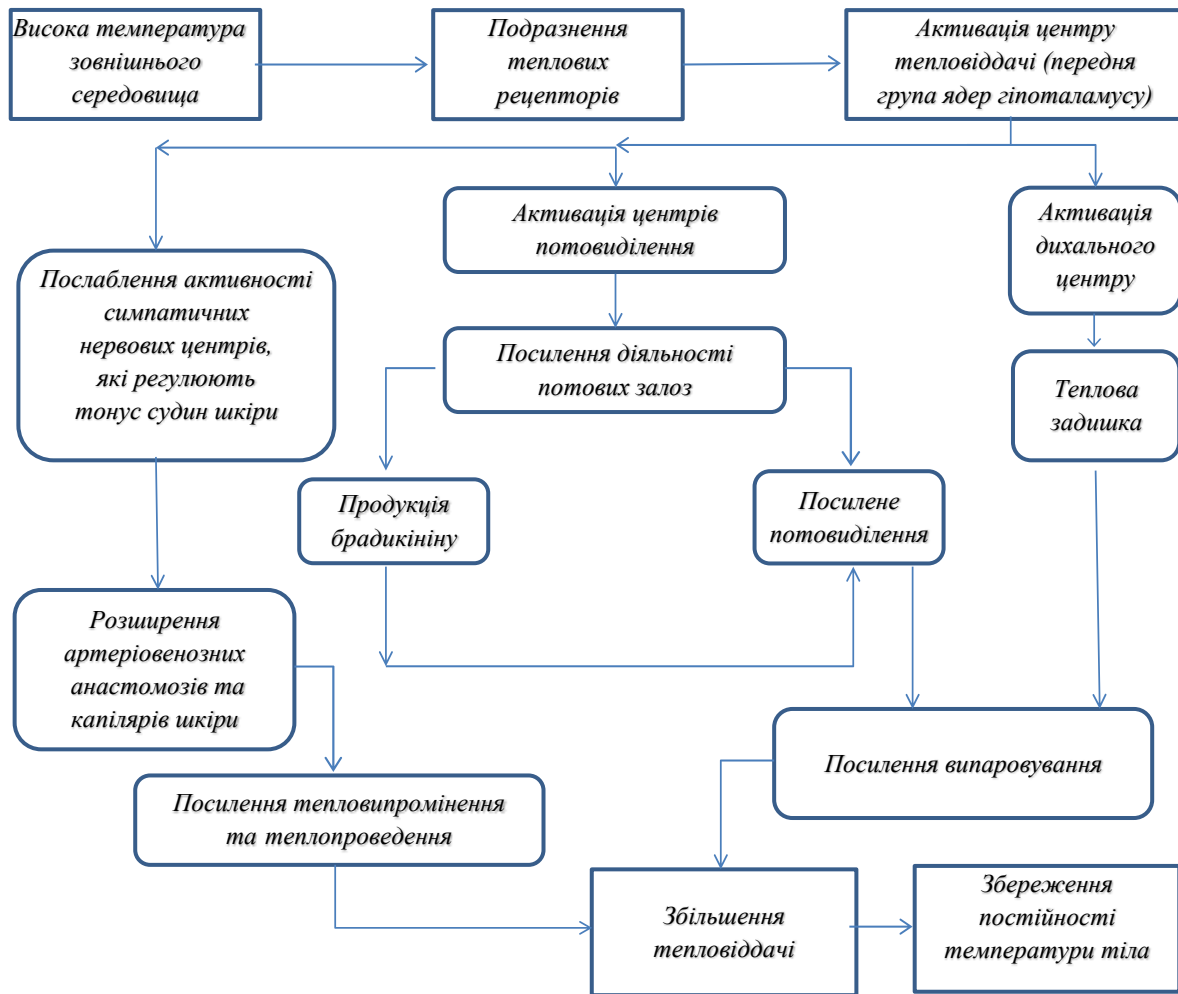 Висока температура
зовнішнього
середовища
Подразнення
теплових
рецепторів
Активація центру
тепловіддачі (передня
група ядер гіпоталамусу)
Активація центрів
потовиділення
Активація
дихального
центру
Послаблення активності
симпатичних
нервових центрів,
які регулюють
тонус судин шкіри
Посилення діяльності
потових залоз
Теплова
задишка
Продукція
брадикініну
Посилене
потовиділення
Розширення
артеріовенозних
анастомозів та
капілярів шкіри
Посилення випаровування
Посилення тепловипромінення
та теплопроведення
Збільшення
тепловіддачі
Збереження
постійності
температури тіла